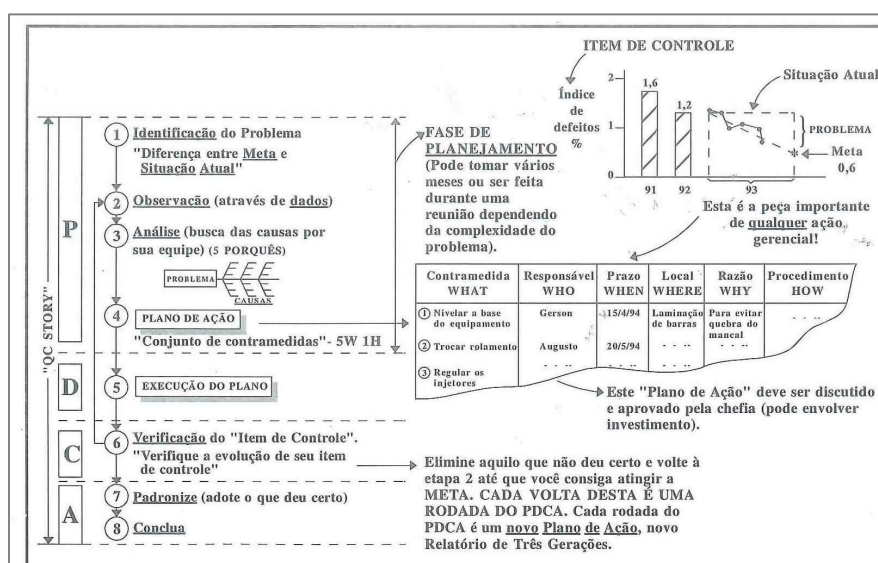 ITEM DE CONTROLE
Índice
de
defeitos
%
2
1
0
1,6
1,2
91
92
93
Situação Atual
PROBLEMA
Meta
0,6
Esta é a peça importante
de qualquer ação
gerencial!
"QC STORY"
P
D
C
A
1 Identificação do Problema
"Diferença entre Meta e
Situação Atual"
2 Observação (através de dados)
3 Análise (busca das causas por
sua equipe) (5 PORQUÊS)
PROBLEMA
CAUSAS
4 PLANO DE AÇÃO
"Conjunto de contramedidas"- 5W 1H
5 EXECUÇÃO DO PLANO
6 Verificação do "Item de Controle".
"Verifique a evolução de seu item
de controle"
7 Padronize (adote o que deu certo)
8 Conclua
FASE DE
PLANEJAMENTO
(Pode tomar vários
meses ou ser feita
durante uma
reunião dependendo
da complexidade do
problema).
Contramedida Responsável Prazo Local Razão Procedimento
WHAT WHO WHEN WHERE WHY HOW
1 Nivelar a base Gerson 15/4/94 Laminação Para evitar
do equipamento de barras quebra do
mancal
2 Trocar rolamento Augusto 20/5/94
3 Regular os
injetores
Este "Plano de Ação" deve ser discutido
e aprovado pela chefia (pode envolver
investimento).
Elimine aquilo que não deu certo e volte à
etapa 2 até que você consiga atingir a
META. CADA VOLTA DESTA É UMA
RODADA DO PDCA. Cada rodada do
PDCA é um novo Plano de Ação, novo
Relatório de Três Gerações.